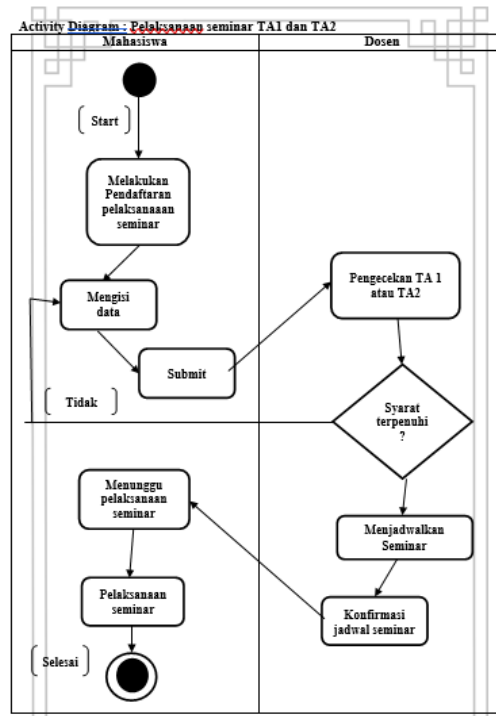 Activity Diagram : Pelaksanaan seminar TA1 dan TA2
Mahasiswa
Dosen
[ Start ]
Melakukan
Pendaftaran
pelaksanaaan
seminar
Mengisi
data
Submit
Pengecekan TA 1
atau TA2
[ Tidak ]
Syarat
terpenuhi
?
Menjadwalkan
Seminar
Konfirmasi
jadwal seminar
Menunggu
pelaksanaan
seminar
Pelaksanaan
seminar
[ Selesai ]